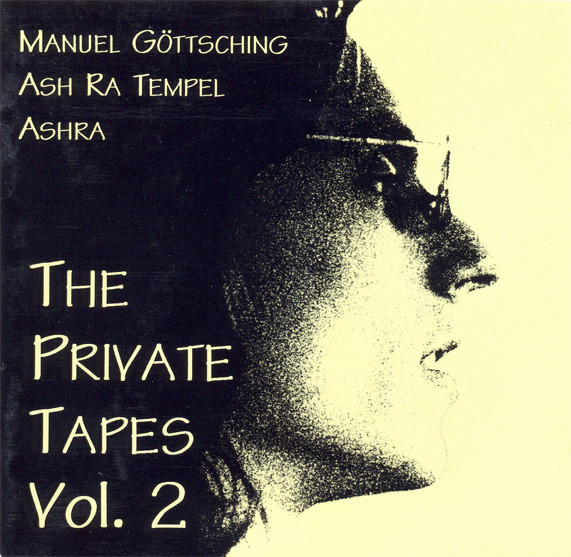 Manuel Göttsching
Ash Ra Tempel
Ashra
The
Private
Tapes
Vol. 2